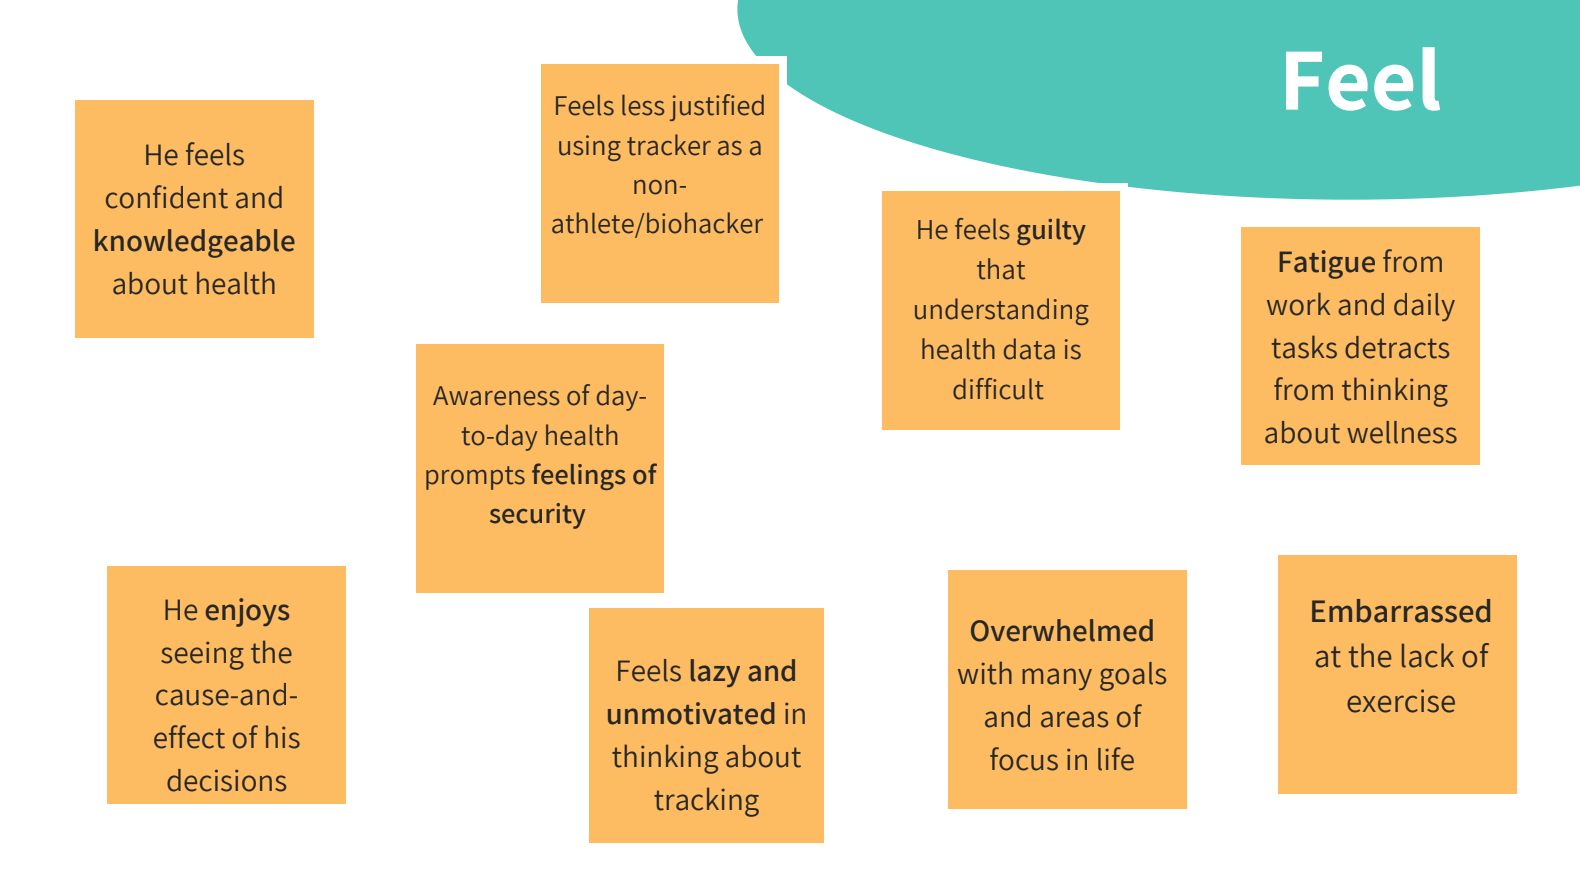 Feel
He feels
confident and
knowledgeable
about health
Feels less justified
using tracker as a
non-
athlete/biohacker
He feels guilty
that
understanding
health data is
difficult
Fatigue from
work and daily
tasks detracts
from thinking
about wellness
Awareness of day-
to-day health
prompts feelings of
security
He enjoys
seeing the
cause-and-
effect of his
decisions
Feels lazy and
unmotivated in
thinking about
tracking
Overwhelmed
with many goals
and areas of
focus in life
Embarrassed
at the lack of
exercise